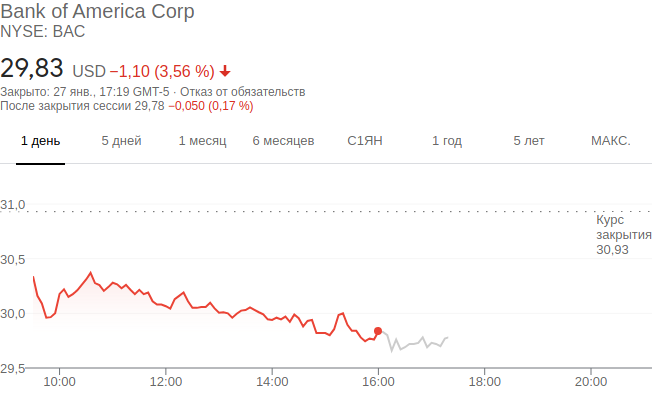 Bank of America Corp
NYSE: BAC
29,83 USD −1,10 (3,56 %)
Закрыто: 27 янв., 17:19 GMT-5 · Отказ от обязательств
После закрытия сессии 29,78 −0,050 (0,17 %)
1 день 5 дней 1 месяц 6 месяцев С1ЯН 1 год 5 лет МАКС.
31,0
Курс
закрытия
30,93
30,5
30,0
29,5
10:00 12:00 14:00 16:00 18:00 20:00